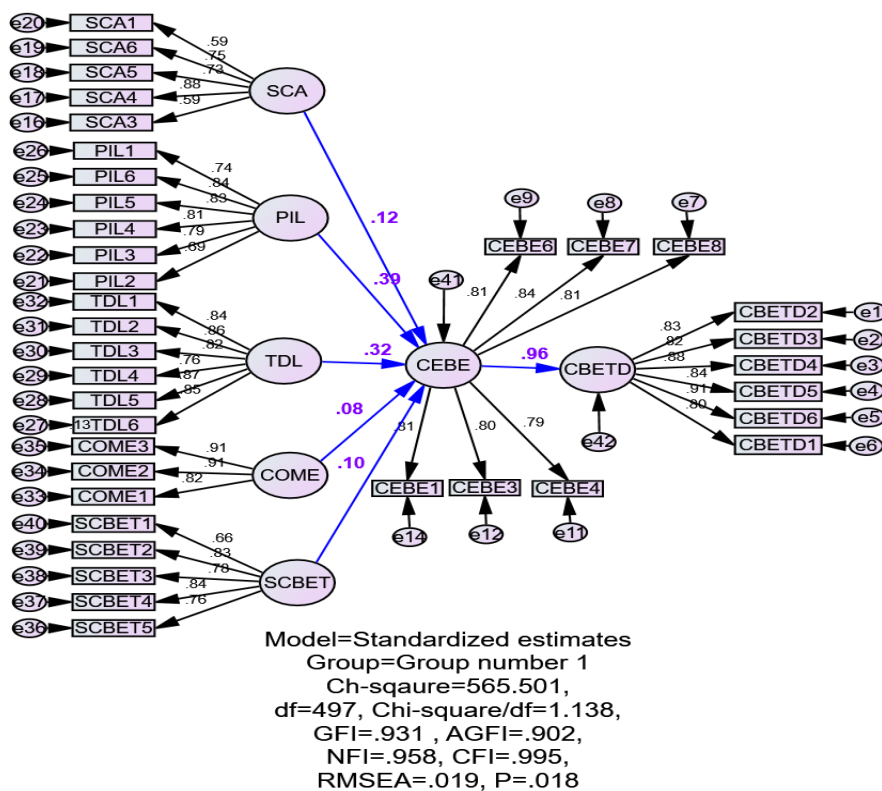 e20 SCA1 .59
e19 SCA6 .75
e18 SCA5 .73
e17 SCA4 .88
e16 SCA3 .59
SCA
e26 PIL1 .74
e25 PIL6 .84
e24 PIL5 .83
e23 PIL4 .81
e22 PIL3 .79
e21 PIL2 .69
PIL
e32 TDL1 .84
e31 TDL2 .86
e30 TDL3 .82
e29 TDL4 .76
e28 TDL5 .87
e27 13 TDL6 .85
TDL
e35 COME3 .91
e34 COME2 .91
e33 COME1 .82
COME
e40 SCBET1 .66
e39 SCBET2 .83
e38 SCBET3 .78
e37 SCBET4 .84
e36 SCBET5 .76
SCBET
.12
.39
.32
.08
.10
e9 e8 e7
CEBE6 CEBE7 CEBE8
.81 .84 .81
e41
CEBE
.96
CBETD
e42
.81 .80 .79
CEBE1 CEBE3 CEBE4
e14 e12 e11
.83 CBETD2 e1
.82 CBETD3 e2
.88 CBETD4 e3
.84 CBETD5 e4
.91 CBETD6 e5
.80 CBETD1 e6
Model=Standardized estimates
Group=Group number 1
Ch-sqaure=565.501,
df=497, Chi-square/df=1.138,
GFI=.931 , AGFI=.902,
NFI=.958, CFI=.995,
RMSEA=.019, P=.018